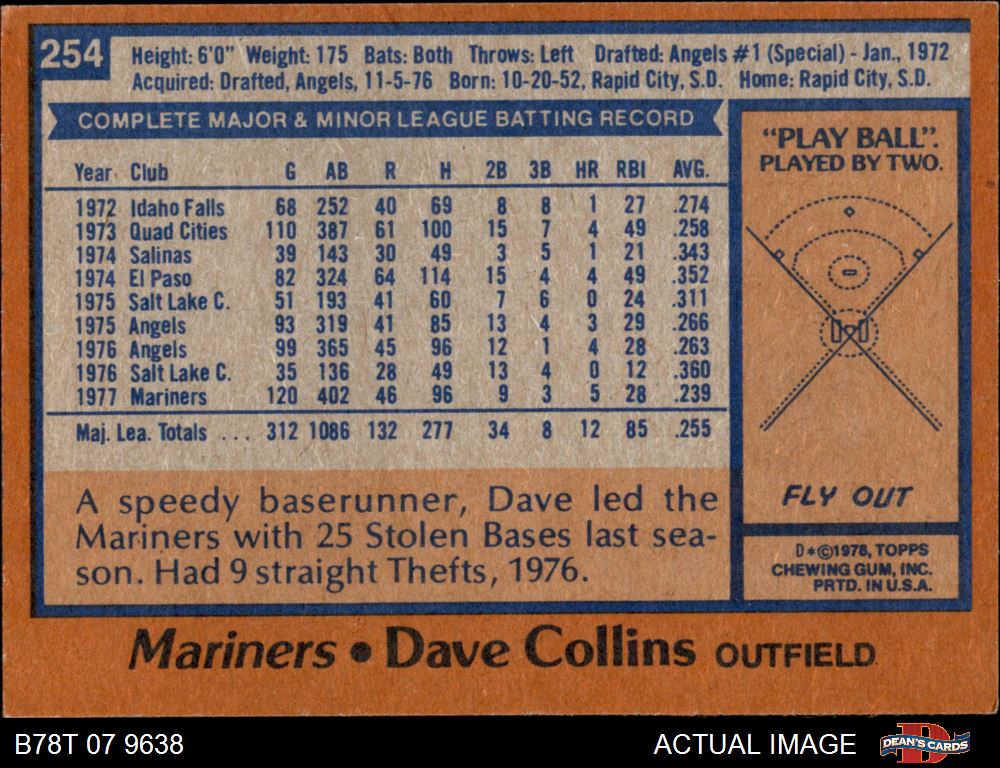 254
Height: 6'0" Weight: 175 Bats: Both Throws: Left Drafted: Angels #1 (Special) - Jan., 1972
Acquired: Drafted, Angels, 11-5-76 Born: 10-20-52, Rapid City, S.D. Home: Rapid City, S.D.
COMPLETE MAJOR & MINOR LEAGUE BATTING RECORD
Year Club G AB R H 2B 3B HR RBI AVG.
1972 Idaho Falls 68 252 40 69 8 8 1 27 .274
1973 Quad Cities 110 387 61 100 15 7 4 49 .258
1974 Salinas 39 143 30 49 3 5 1 21 .343
1974 El Paso 82 324 64 114 15 4 4 49 .352
1975 Salt Lake C. 51 193 41 60 7 6 0 24 .311
1975 Angels 93 319 41 85 13 4 3 29 .266
1976 Angels 99 365 45 96 12 1 4 28 .263
1976 Salt Lake C. 35 136 28 49 13 4 0 12 .360
1977 Mariners 120 402 46 96 9 3 5 28 .239
Maj. Lea. Totals ... 312 1086 132 277 34 8 12 85 .255
A speedy baserunner, Dave led the
Mariners with 25 Stolen Bases last sea-
son. Had 9 straight Thefts, 1976.
"PLAY BALL".
PLAYED BY TWO.
FLY OUT
D*©1978, TOPPS
CHEWING GUM, INC.
PRTD. IN U.S.A.
Mariners • Dave Collins OUTFIELD
B78T 07 9638
ACTUAL IMAGE
DEAN'S CARDS